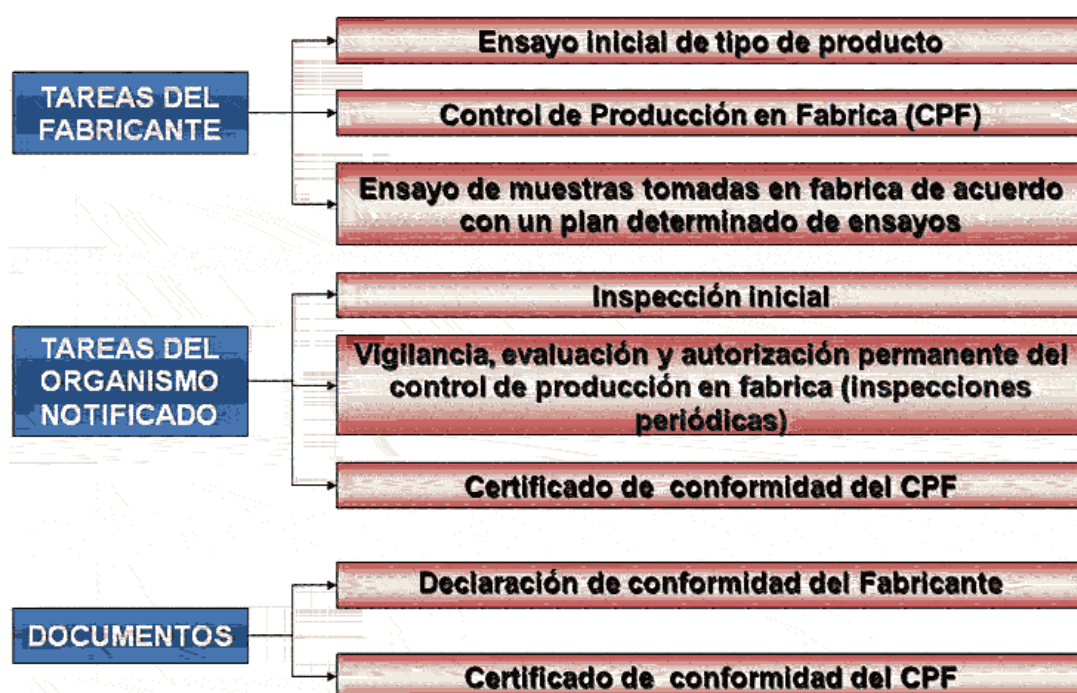 TAREAS DEL
FABRICANTE
Ensayo inicial de tipo de producto
Control de Producción en Fabrica (CPF)
Ensayo de muestras tomadas en fabrica de acuerdo
con un plan determinado de ensayos
TAREAS DEL
ORGANISMO
NOTIFICADO
Inspección inicial
Vigilancia, evaluación y autorización permanente del
control de producción en fabrica (inspecciones
periódicas)
Certificado de conformidad del CPF
DOCUMENTOS
Declaración de conformidad del Fabricante
Certificado de conformidad del CPF